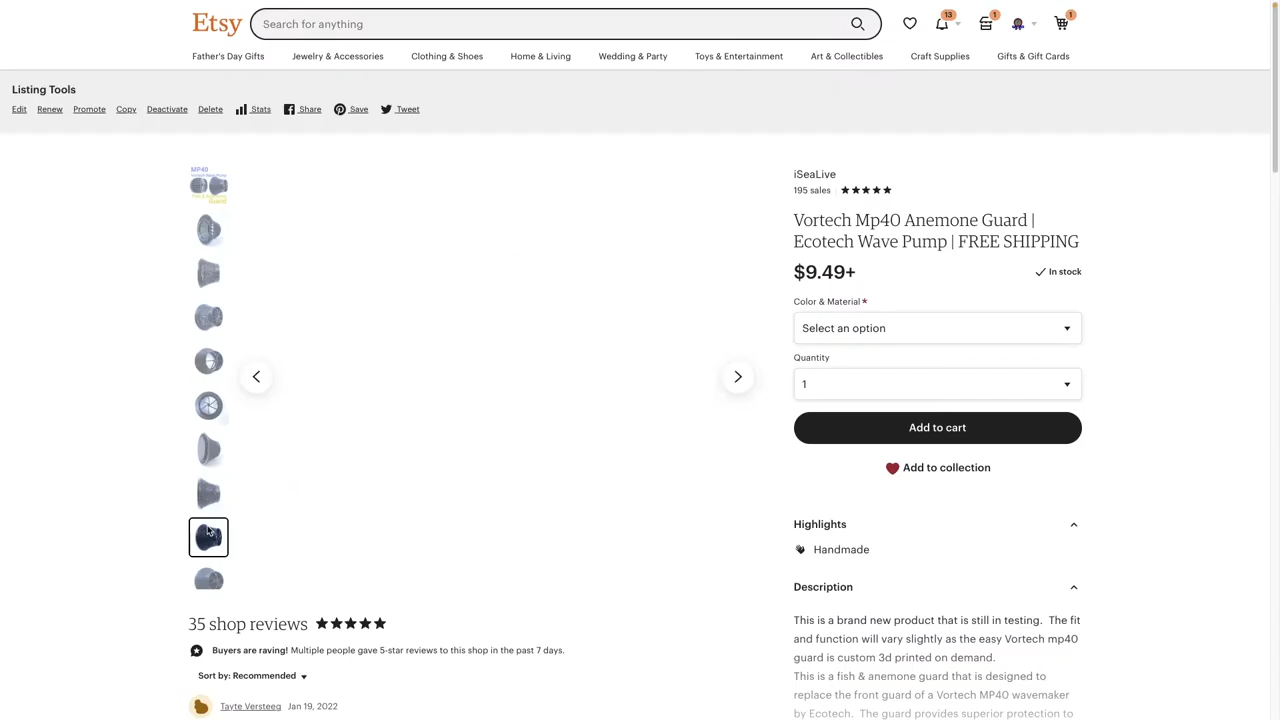 Etsy
Search for anything
13
1
1
Father's Day Gifts
Jewelry & Accessories
Clothing & Shoes
Home & Living
Wedding & Party
Toys & Entertainment
Art & Collectibles
Craft Supplies
Gifts & Gift Cards
Listing Tools
Edit
Renew
Promote
Copy
Deactivate
Delete
Stats
Share
Save
Tweet
MP40
Guard
iSeaLive
195 sales
Vortech Mp40 Anemone Guard |
Ecotech Wave Pump | FREE SHIPPING
$9.49+
In stock
Color & Material *
Select an option
Quantity
1
Add to cart
Add to collection
Highlights
Handmade
Description
This is a brand new product that is still in testing. The fit
and function will vary slightly as the easy Vortech mp40
guard is custom 3d printed on demand.
This is a fish & anemone guard that is designed to
replace the front guard of a Vortech MP40 wavemaker
by Ecotech. The guard provides superior protection to
35 shop reviews
Buyers are raving! Multiple people gave 5-star reviews to this shop in the past 7 days.
Sort by: Recommended
Tayte Versteeg Jan 19, 2022